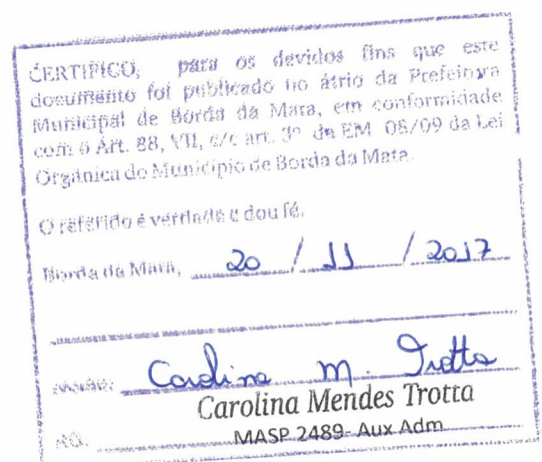 CERTIFICO, para os devidos fins que este
documento foi publicado no átrio da Prefeitura
Municipal de Borda da Mata, em conformidade
com o Art. 88, VII, c/c art. 3º da EM 06/09 da Lei
Orgânica do Município de Borda da Mata.
O referido é verdade e dou fé.
Borda da Mata, 20 / 11 / 2017
Carolina M. Trotta
Carolina Mendes Trotta
RG.
MASP 2489- Aux Adm